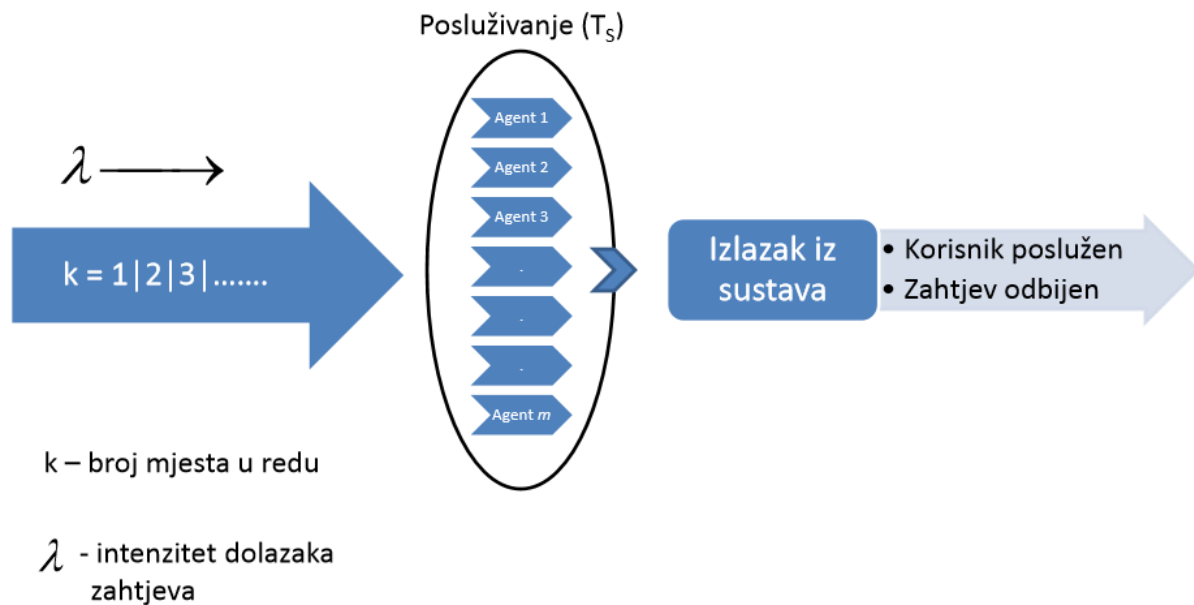 Posluživanje (Tₛ)
λ
k = 1|2|3|.......
Agent 1
Agent 2
Agent 3
.
.
.
Agent m
Izlazak iz
sustava
• Korisnik poslužen
• Zahtjev odbijen
k – broj mjesta u redu
λ - intenzitet dolazaka
zahtjeva